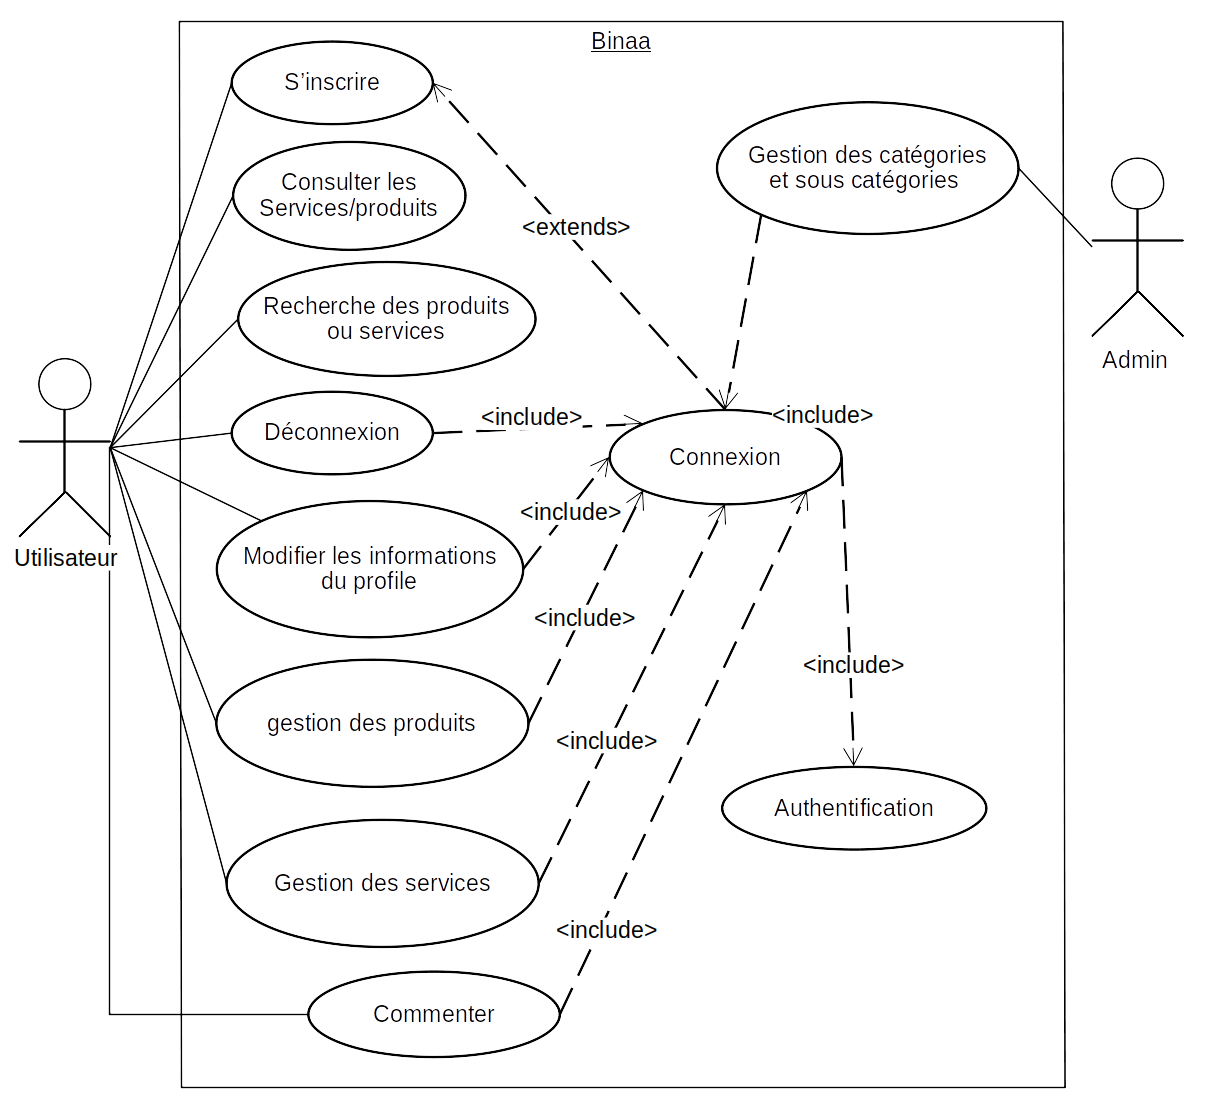 Binaa
S’inscrire
Gestion des catégories
et sous catégories
Consulter les
Services/produits
<extends>
Recherche des produits
ou services
Admin
Déconnexion
<include>
<include>
Connexion
<include>
Modifier les informations
du profile
Utilisateur
<include>
<include>
gestion des produits
<include>
Authentification
Gestion des services
<include>
Commenter